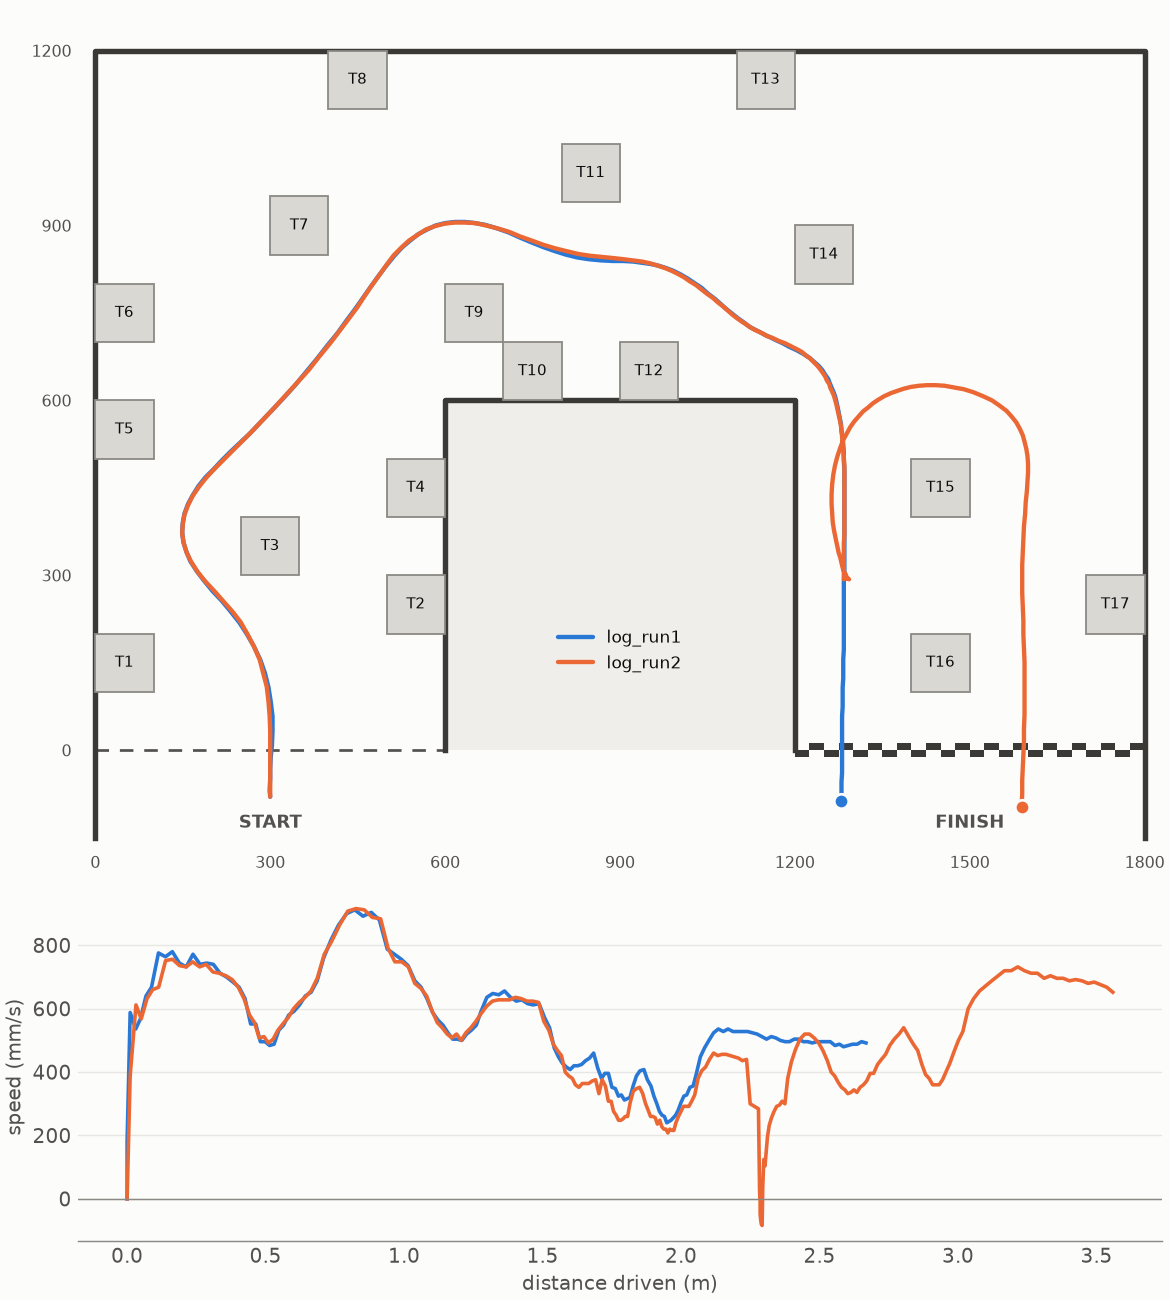 1200
T8
T13
T11
T7
900
T14
T6
T9
T10
T12
600
T5
T4
T15
T3
300
T2
T17
log_run1
T1
log_run2
T16
0
START
FINISH
0 300 600 900 1200 1500 1800
800
600
400
200
0
speed (mm/s)
0.0 0.5 1.0 1.5 2.0 2.5 3.0 3.5
distance driven (m)